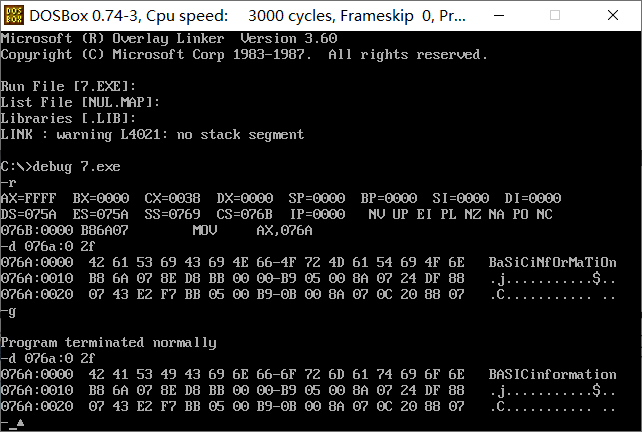 DOSBox 0.74-3, Cpu speed:    3000 cycles, Frameskip  0, Pr...
Microsoft (R) Overlay Linker  Version 3.60
Copyright (C) Microsoft Corp 1983-1987.  All rights reserved.
Run File [7.EXE]:
List File [NUL.MAP]:
Libraries [.LIB]:
LINK : warning L4021: no stack segment
C:\>debug 7.exe
-r
AX=FFFF  BX=0000  CX=0038  DX=0000  SP=0000  BP=0000  SI=0000  DI=0000
DS=075A  ES=075A  SS=0769  CS=076B  IP=0000   NV UP EI PL NZ NA PO NC
076B:0000 B86A07        MOV     AX,076A
-d 076a:0 2f
076A:0000  42 61 53 69 43 69 4E 66-4F 72 4D 61 54 69 4F 6E   BaSiCiNfOrMaTiOn
076A:0010  B8 6A 07 8E D8 BB 00 00-B9 05 00 8A 07 24 DF 88   .j...........$..
076A:0020  07 43 E2 F7 BB 05 00 B9-0B 00 8A 07 0C 20 88 07   .C........... ..
-g
Program terminated normally
-d 076a:0 2f
076A:0000  42 41 53 49 43 69 6E 66-6F 72 6D 61 74 69 6F 6E   BASICinformation
076A:0010  B8 6A 07 8E D8 BB 00 00-B9 05 00 8A 07 24 DF 88   .j...........$..
076A:0020  07 43 E2 F7 BB 05 00 B9-0B 00 8A 07 0C 20 88 07   .C........... ..
-_